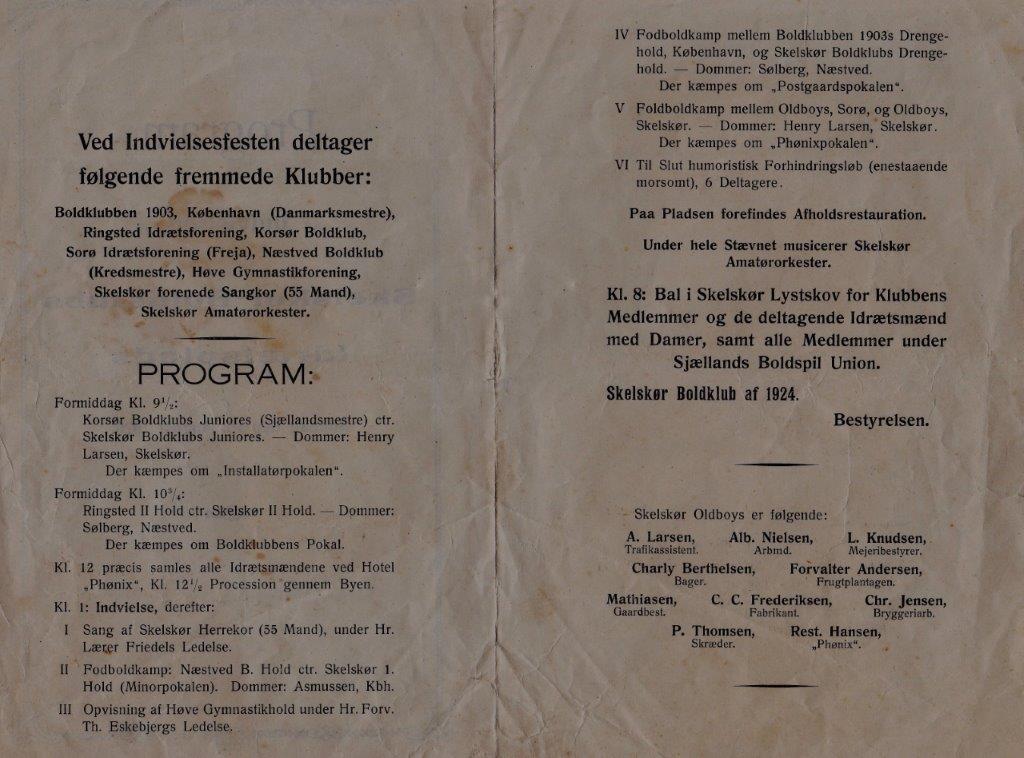 Ved Indvielsesfesten deltager
følgende fremmede Klubber:
Boldklubben 1903, København (Danmarksmestre),
Ringsted Idrætsforening, Korsør Boldklub,
Sorø Idrætsforening (Freja), Næstved Boldklub
(Kredsmestre), Høve Gymnastikforening,
Skelskør forenede Sangkor (55 Mand),
Skelskør Amatørorkester.
PROGRAM:
Formiddag Kl. 9¹/₂:
Korsør Boldklubs Juniores (Sjællandsmestre) ctr.
Skelskør Boldklubs Juniores. — Dommer: Henry
Larsen, Skelskør.
Der kæmpes om „Installatørpokalen“.
Formiddag Kl. 10³/₄:
Ringsted II Hold ctr. Skelskør II Hold. — Dommer:
Sølberg, Næstved.
Der kæmpes om Boldklubbens Pokal.
Kl. 12 præcis samles alle Idrætsmændene ved Hotel
„Phønix“, Kl. 12¹/₂ Procession gennem Byen.
Kl. 1: Indvielse, derefter:
I Sang af Skelskør Herrekor (55 Mand), under Hr.
Lærer Friedels Ledelse.
II Fodboldkamp: Næstved B. Hold ctr. Skelskør 1.
Hold (Minorpokalen). Dommer: Asmussen, Kbh.
III Opvisning af Høve Gymnastikhold under Hr. Forv.
Th. Eskebjergs Ledelse.
IV Fodboldkamp mellem Boldklubben 1903s Drenge-
hold, København, og Skelskør Boldklubs Drenge-
hold. — Dommer: Sølberg, Næstved.
Der kæmpes om „Postgaardspokalen“.
V Foldboldkamp mellem Oldboys, Sorø, og Oldboys,
Skelskør. — Dommer: Henry Larsen, Skelskør.
Der kæmpes om „Phønixpokalen“.
VI Til Slut humoristisk Forhindringsløb (enestaaende
morsomt), 6 Deltagere.
Paa Pladsen forefindes Afholdsrestauration.
Under hele Stævnet musicerer Skelskør
Amatørorkester.
Kl. 8: Bal i Skelskør Lystskov for Klubbens
Medlemmer og de deltagende Idrætsmænd
med Damer, samt alle Medlemmer under
Sjællands Boldspil Union.
Skelskør Boldklub af 1924.
Bestyrelsen.
Skelskør Oldboys er følgende:
A. Larsen, Alb. Nielsen, L. Knudsen,
Trafikassistent. Arbmd. Mejeribestyrer.
Charly Berthelsen, Forvalter Andersen,
Bager. Frugtplantagen.
Mathiasen, C. C. Frederiksen, Chr. Jensen,
Gaardbest. Fabrikant. Bryggeriarb.
P. Thomsen, Rest. Hansen,
Skræder. „Phønix“.